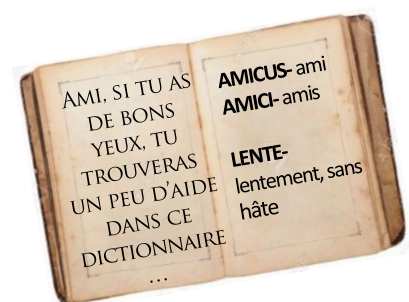 AMI, SI TU AS
DE BONS
YEUX, TU
TROUVERAS
UN PEU D'AIDE
DANS CE
DICTIONNAIRE
...
AMICUS- ami
AMICI- amis
LENTE-
lentement, sans
hâte